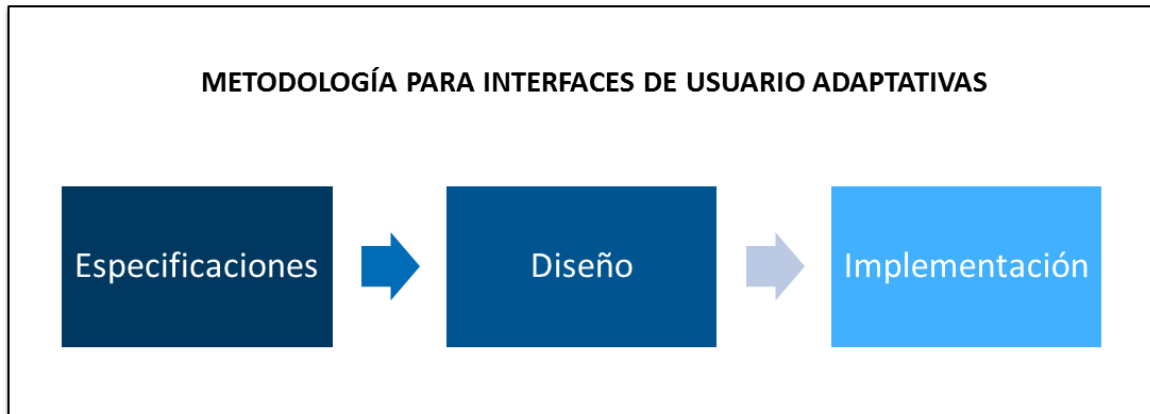 METODOLOGÍA PARA INTERFACES DE USUARIO ADAPTATIVAS
Especificaciones
Diseño
Implementación